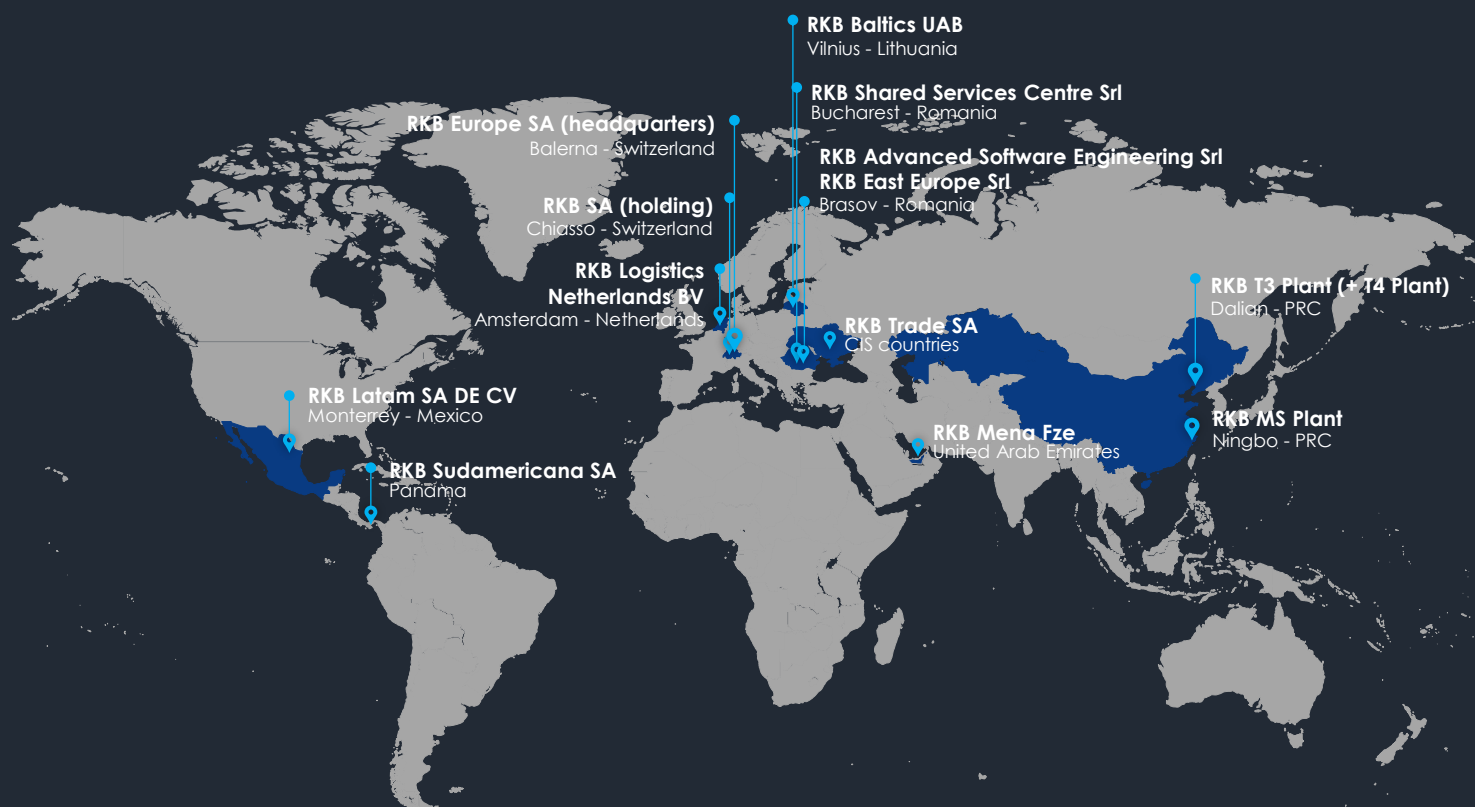 RKB Baltics UAB
Vilnius - Lithuania
RKB Shared Services Centre Srl
Bucharest - Romania
RKB Europe SA (headquarters)
Balerna - Switzerland
RKB Advanced Software Engineering Srl
RKB East Europe Srl
Brasov - Romania
RKB SA (holding)
Chiasso - Switzerland
RKB Logistics
Netherlands BV
Amsterdam - Netherlands
RKB T3 Plant (+ T4 Plant)
Dalian - PRC
RKB Trade SA
CIS countries
RKB Latam SA DE CV
Monterrey - Mexico
RKB MS Plant
Ningbo - PRC
RKB Mena Fze
United Arab Emirates
RKB Sudamericana SA
Panama